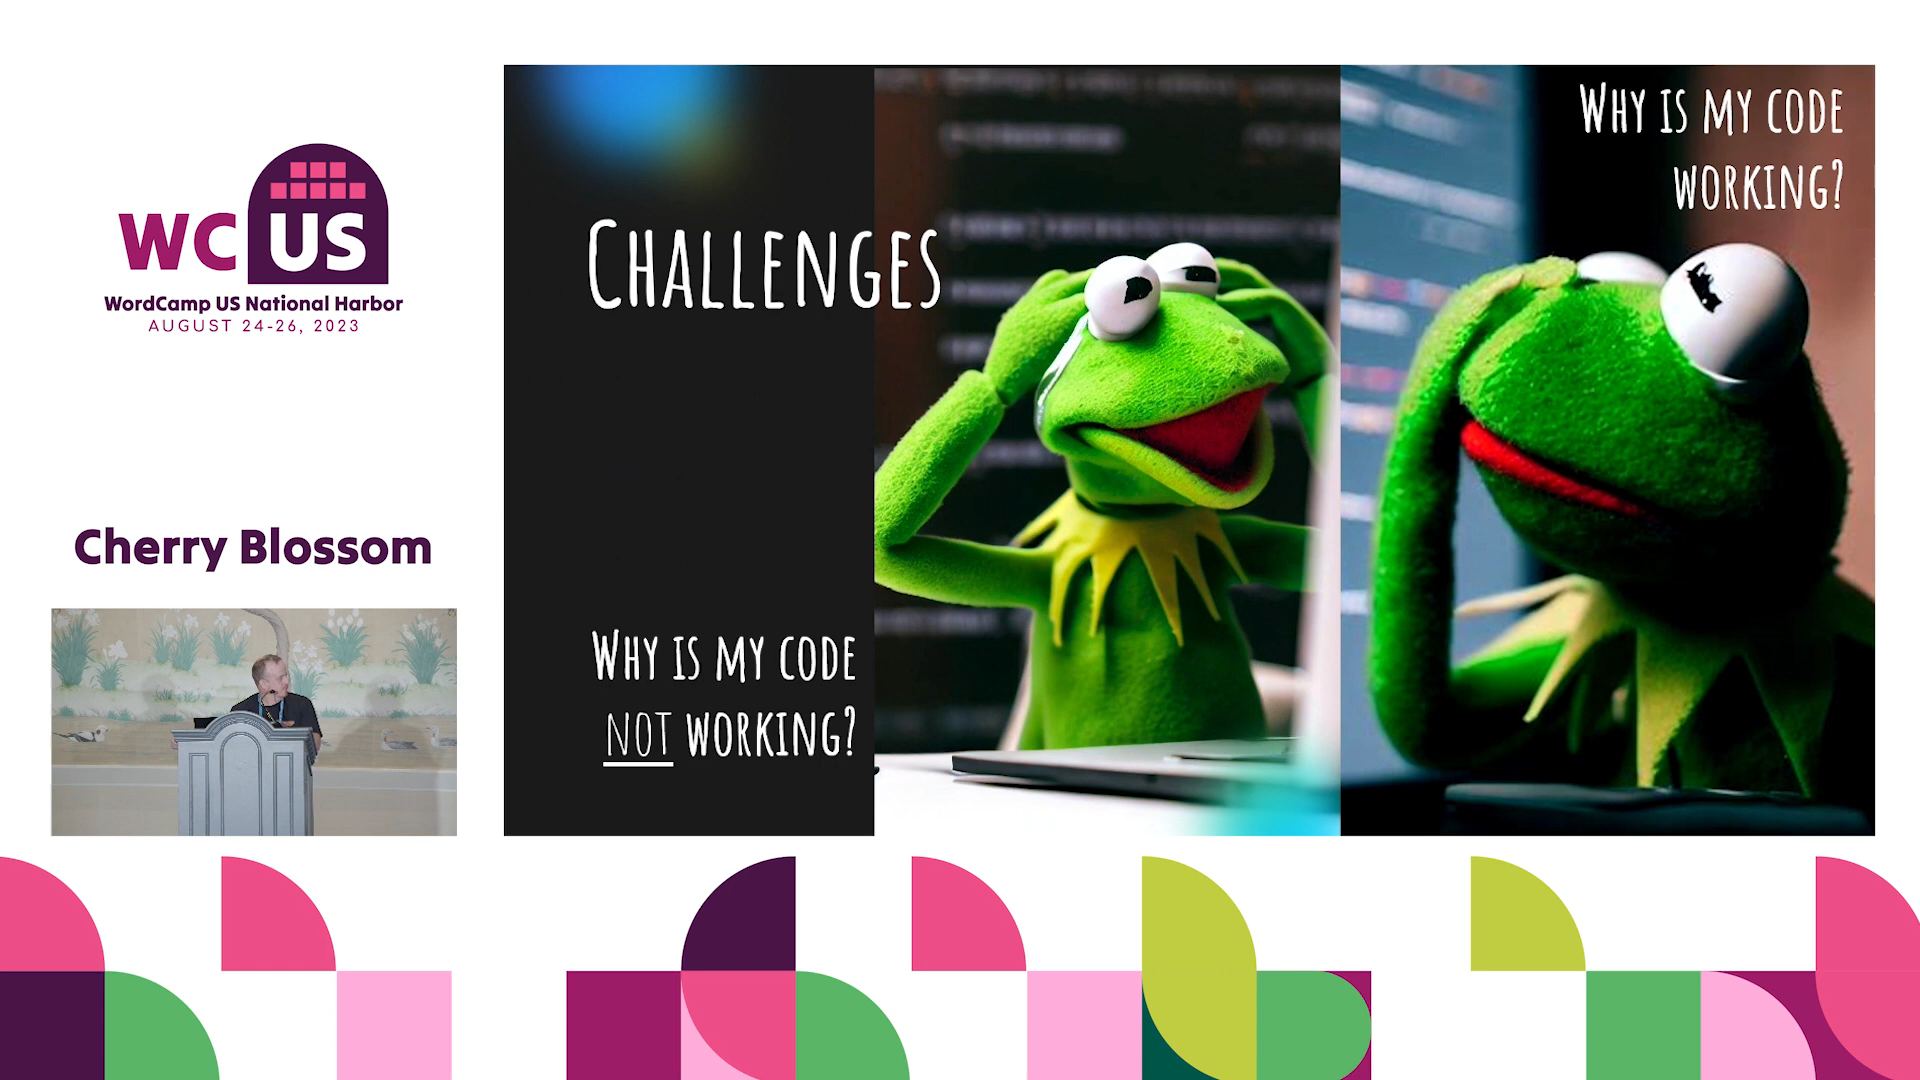 WC US
WordCamp US National Harbor
AUGUST 24-26, 2023
Cherry Blossom
CHALLENGES
WHY IS MY CODE
NOT WORKING?
WHY IS MY CODE
WORKING?